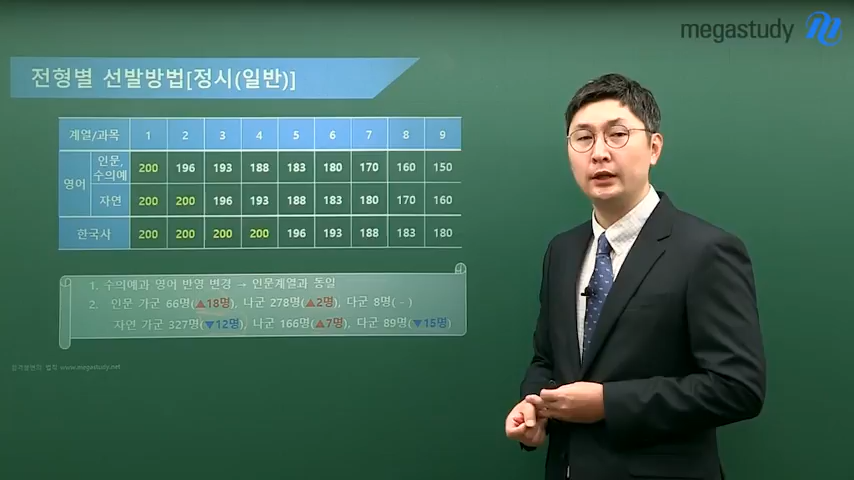 megastudy
전형별 선발방법[정시(일반)]
계열/과목 1 2 3 4 5 6 7 8 9
영어 인문, 수의예 200 196 193 188 183 180 170 160 150
자연 200 200 196 193 188 183 180 170 160
한국사 200 200 200 200 196 193 188 183 180
1. 수의예과 영어 반영 변경 → 인문계열과 동일
2. 인문 가군 66명(▲18명), 나군 278명(▲2명), 다군 8명( - )
자연 가군 327명(▼12명), 나군 166명(▲7명), 다군 89명(▼15명)
www.megastudy.net